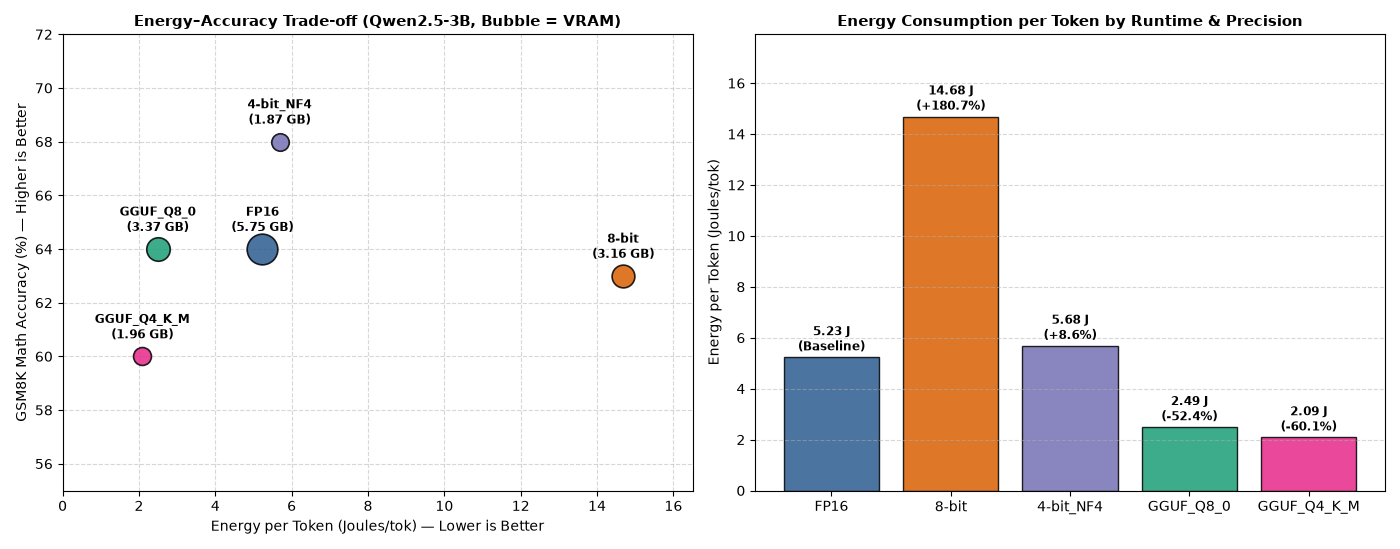 Energy–Accuracy Trade-off (Qwen2.5-3B, Bubble = VRAM)
72
70
68
66
64
62
60
58
56
GSM8K Math Accuracy (%) — Higher is Better
4-bit_NF4
(1.87 GB)
GGUF_Q8_0
(3.37 GB)
FP16
(5.75 GB)
8-bit
(3.16 GB)
GGUF_Q4_K_M
(1.96 GB)
0 2 4 6 8 10 12 14 16
Energy per Token (Joules/tok) — Lower is Better
Energy Consumption per Token by Runtime & Precision
16
14
12
10
8
6
4
2
0
Energy per Token (Joules/tok)
5.23 J
(Baseline)
14.68 J
(+180.7%)
5.68 J
(+8.6%)
2.49 J
(-52.4%)
2.09 J
(-60.1%)
FP16 8-bit 4-bit_NF4 GGUF_Q8_0 GGUF_Q4_K_M